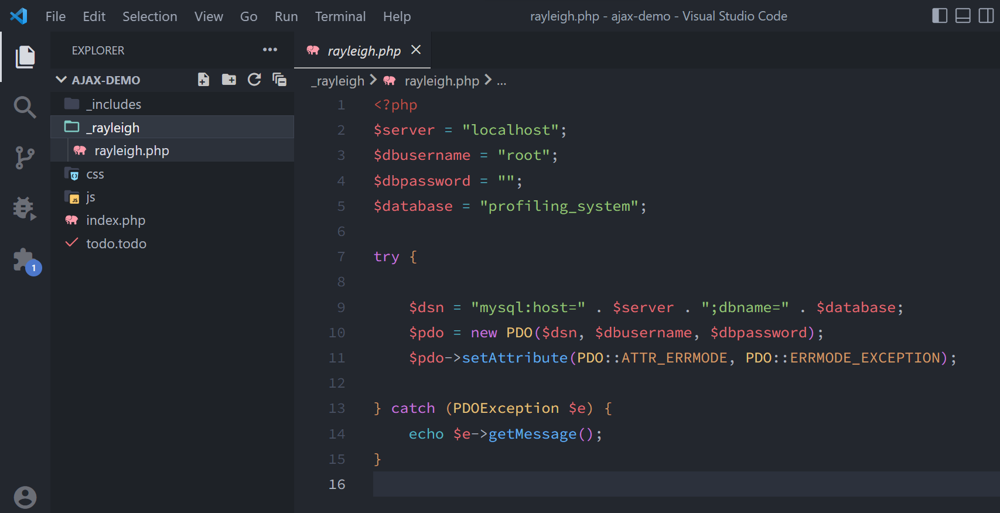 File Edit Selection View Go Run Terminal Help rayleigh.php - ajax-demo - Visual Studio Code
EXPLORER
AJAX-DEMO
_includes
_rayleigh
rayleigh.php
css
js
index.php
todo.todo
1
rayleigh.php
_rayleigh > rayleigh.php > ...
1 <?php
2 $server = "localhost";
3 $dbusername = "root";
4 $dbpassword = "";
5 $database = "profiling_system";
6
7 try {
8
9 $dsn = "mysql:host=" . $server . ";dbname=" . $database;
10 $pdo = new PDO($dsn, $dbusername, $dbpassword);
11 $pdo->setAttribute(PDO::ATTR_ERRMODE, PDO::ERRMODE_EXCEPTION);
12
13 } catch (PDOException $e) {
14 echo $e->getMessage();
15 }
16